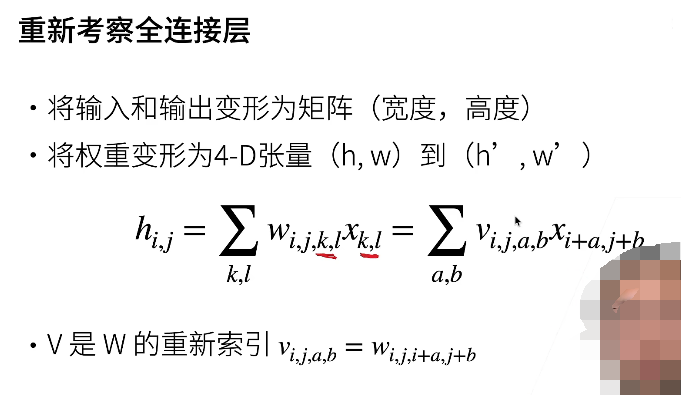 重新考察全连接层
• 将输入和输出变形为矩阵（宽度，高度）
• 将权重变形为4-D张量（h, w）到（h’, w’）
h_{i,j} = ∑_{k,l} w_{i,j,k,l}x_{k,l} = ∑_{a,b} v_{i,j,a,b}x_{i+a,j+b}
• V 是 W 的重新索引 v_{i,j,a,b} = w_{i,j,i+a,j+b}